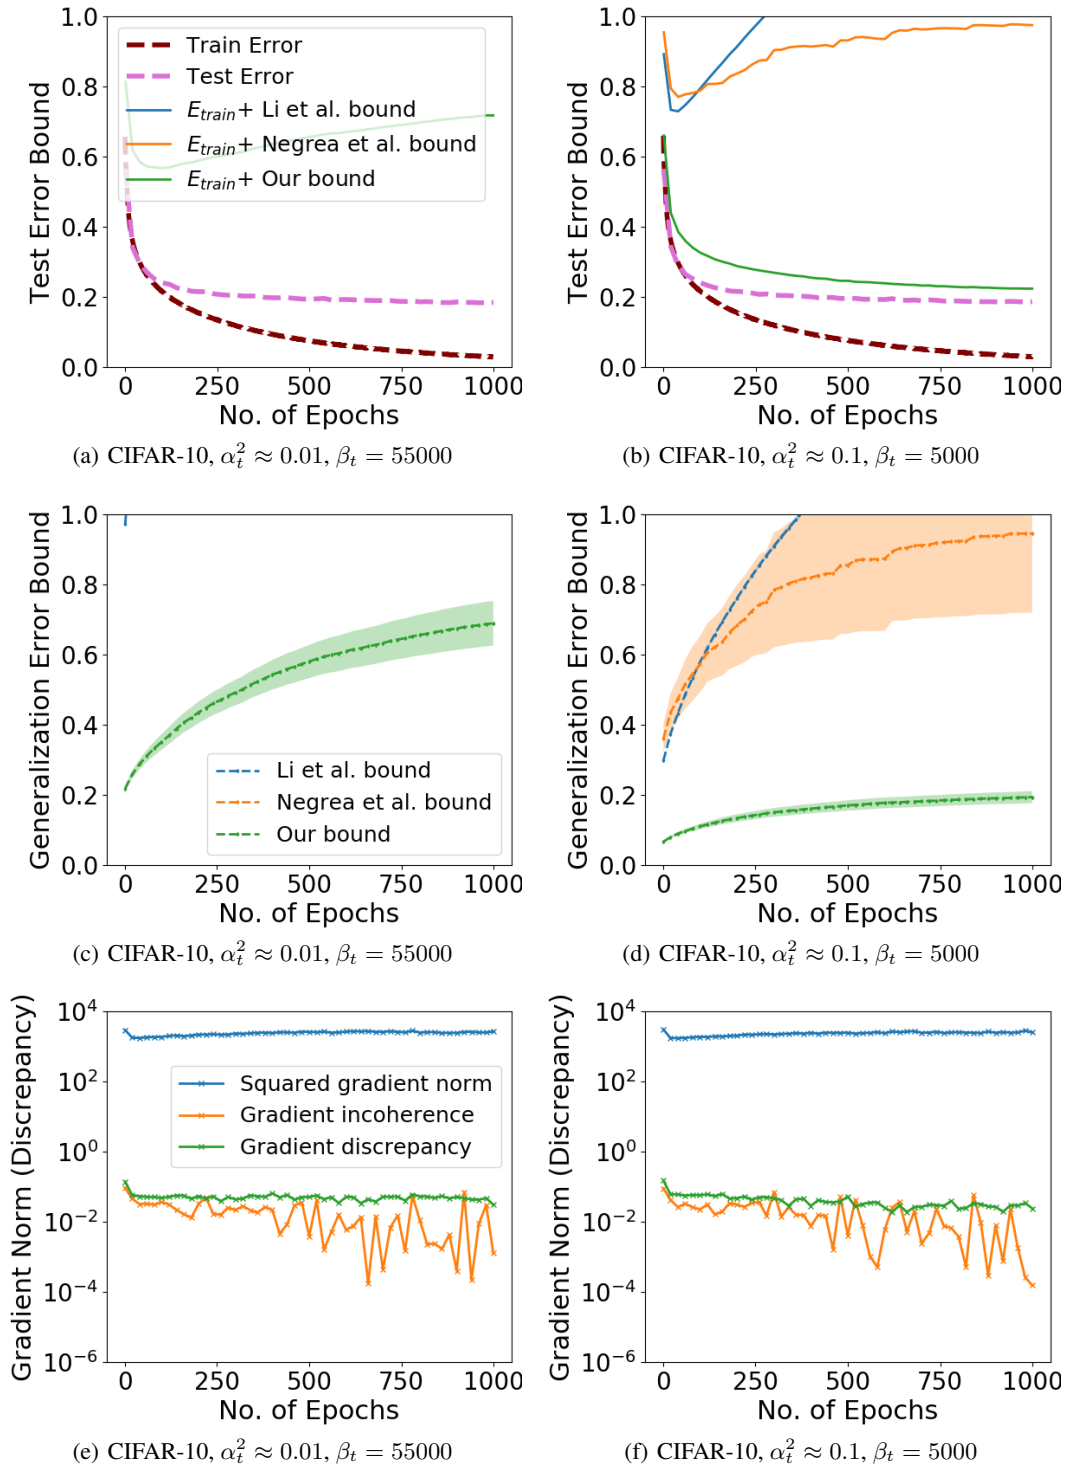 1.0
0.8
0.6
0.4
0.2
0.0
Test Error Bound
Train Error
Test Error
E_train+ Li et al. bound
E_train+ Negrea et al. bound
E_train+ Our bound
0 250 500 750 1000
No. of Epochs
(a) CIFAR-10, α_t^2 ≈ 0.01, β_t = 55000
1.0
0.8
0.6
0.4
0.2
0.0
Test Error Bound
0 250 500 750 1000
No. of Epochs
(b) CIFAR-10, α_t^2 ≈ 0.1, β_t = 5000
1.0
0.8
0.6
0.4
0.2
0.0
Generalization Error Bound
Li et al. bound
Negrea et al. bound
Our bound
0 250 500 750 1000
No. of Epochs
(c) CIFAR-10, α_t^2 ≈ 0.01, β_t = 55000
1.0
0.8
0.6
0.4
0.2
0.0
Generalization Error Bound
0 250 500 750 1000
No. of Epochs
(d) CIFAR-10, α_t^2 ≈ 0.1, β_t = 5000
10^4
10^2
10^0
10^−2
10^−4
10^−6
Gradient Norm (Discrepancy)
Squared gradient norm
Gradient incoherence
Gradient discrepancy
0 250 500 750 1000
No. of Epochs
(e) CIFAR-10, α_t^2 ≈ 0.01, β_t = 55000
10^4
10^2
10^0
10^−2
10^−4
10^−6
Gradient Norm (Discrepancy)
0 250 500 750 1000
No. of Epochs
(f) CIFAR-10, α_t^2 ≈ 0.1, β_t = 5000